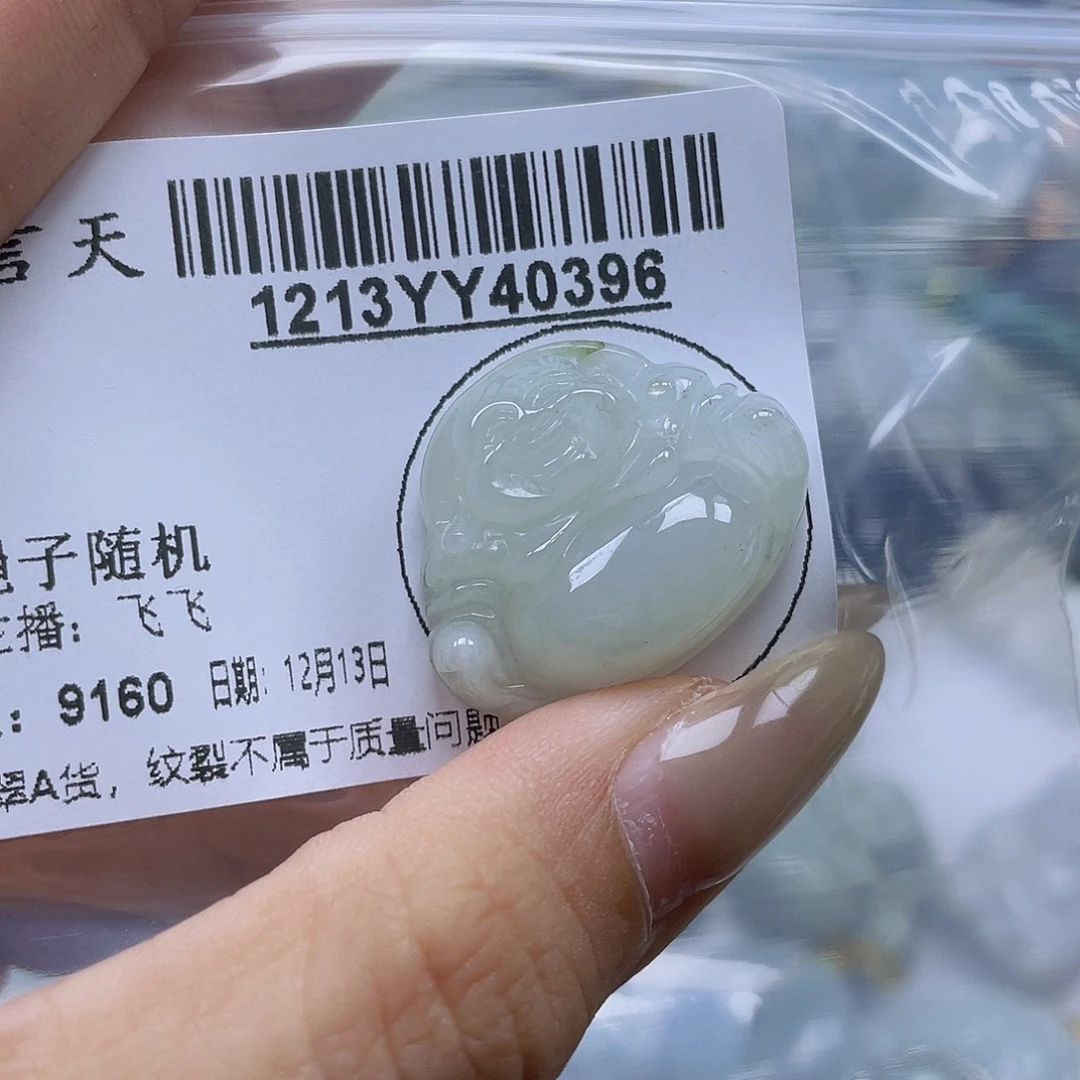 言天
1213YY40396
绳子随机
主播: 飞飞
: 9160 日期: 12月13日
翠A货, 纹裂不属于质量问题